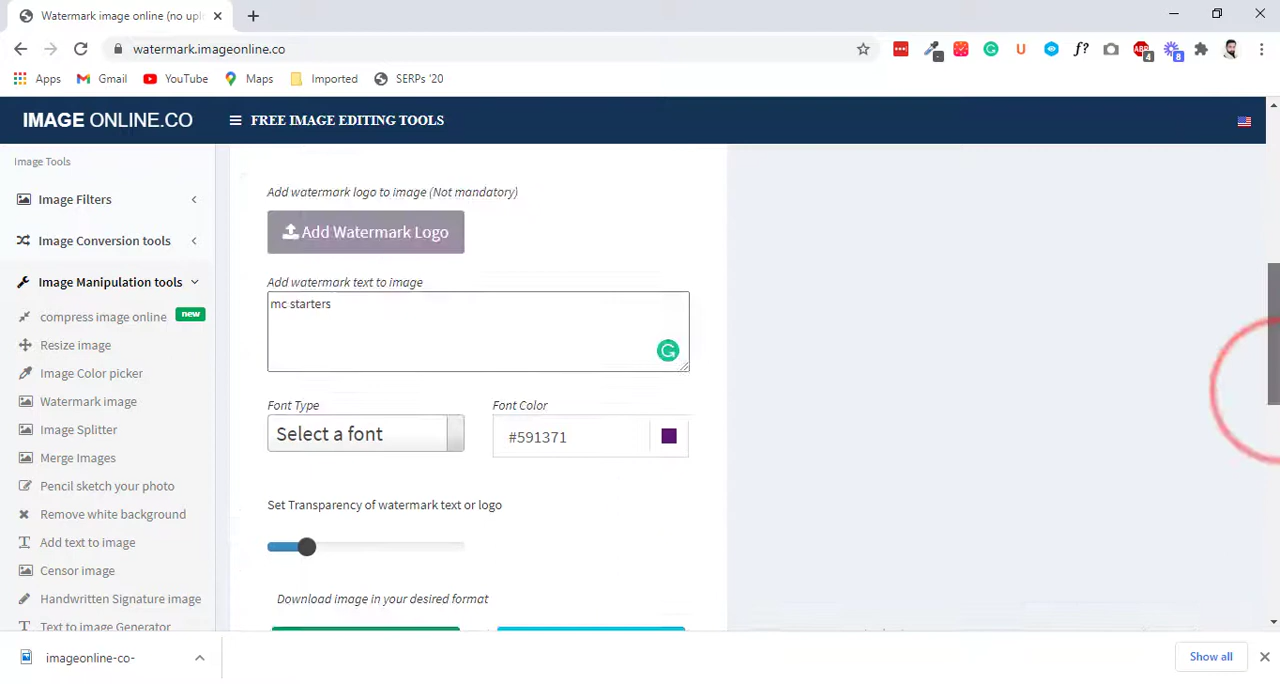 Watermark image online (no uplo
watermark.imageonline.co
Apps
Gmail
YouTube
Maps
Imported
SERPs '20
IMAGE ONLINE.CO
FREE IMAGE EDITING TOOLS
Image Tools
Image Filters
Image Conversion tools
Image Manipulation tools
compress image online new
Resize image
Image Color picker
Watermark image
Image Splitter
Merge Images
Pencil sketch your photo
Remove white background
Add text to image
Censor image
Handwritten Signature image
Text to image Generator
Add watermark logo to image (Not mandatory)
Add Watermark Logo
Add watermark text to image
mc starters
Font Type
Font Color
Select a font
#591371
Set Transparency of watermark text or logo
Download image in your desired format
imageonline-co-
Show all